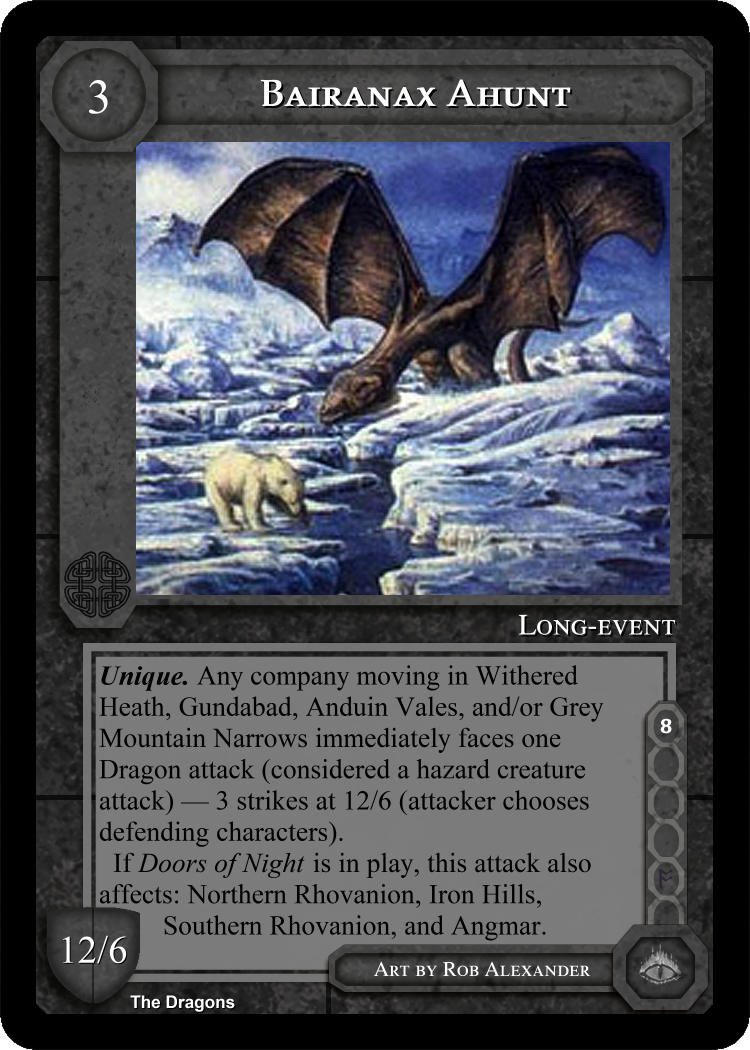 3
Bairanax Ahunt
Long-event
Unique. Any company moving in Withered
Heath, Gundabad, Anduin Vales, and/or Grey
Mountain Narrows immediately faces one
Dragon attack (considered a hazard creature
attack) — 3 strikes at 12/6 (attacker chooses
defending characters).
If Doors of Night is in play, this attack also
affects: Northern Rhovanion, Iron Hills,
Southern Rhovanion, and Angmar.
8
12/6
Art by Rob Alexander
The Dragons